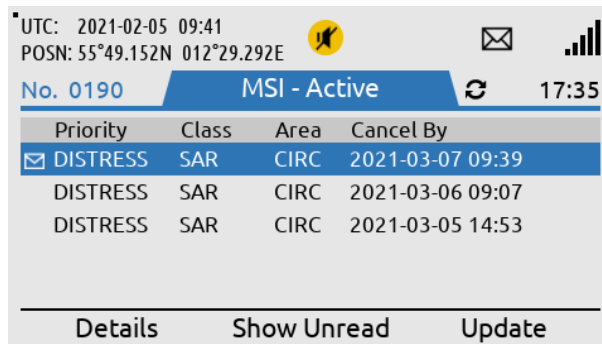 UTC: 2021-02-05 09:41
POSN: 55°49.152N 012°29.292E
No. 0190 MSI - Active 17:35
Priority Class Area Cancel By
DISTRESS SAR CIRC 2021-03-07 09:39
DISTRESS SAR CIRC 2021-03-06 09:07
DISTRESS SAR CIRC 2021-03-05 14:53
Details Show Unread Update